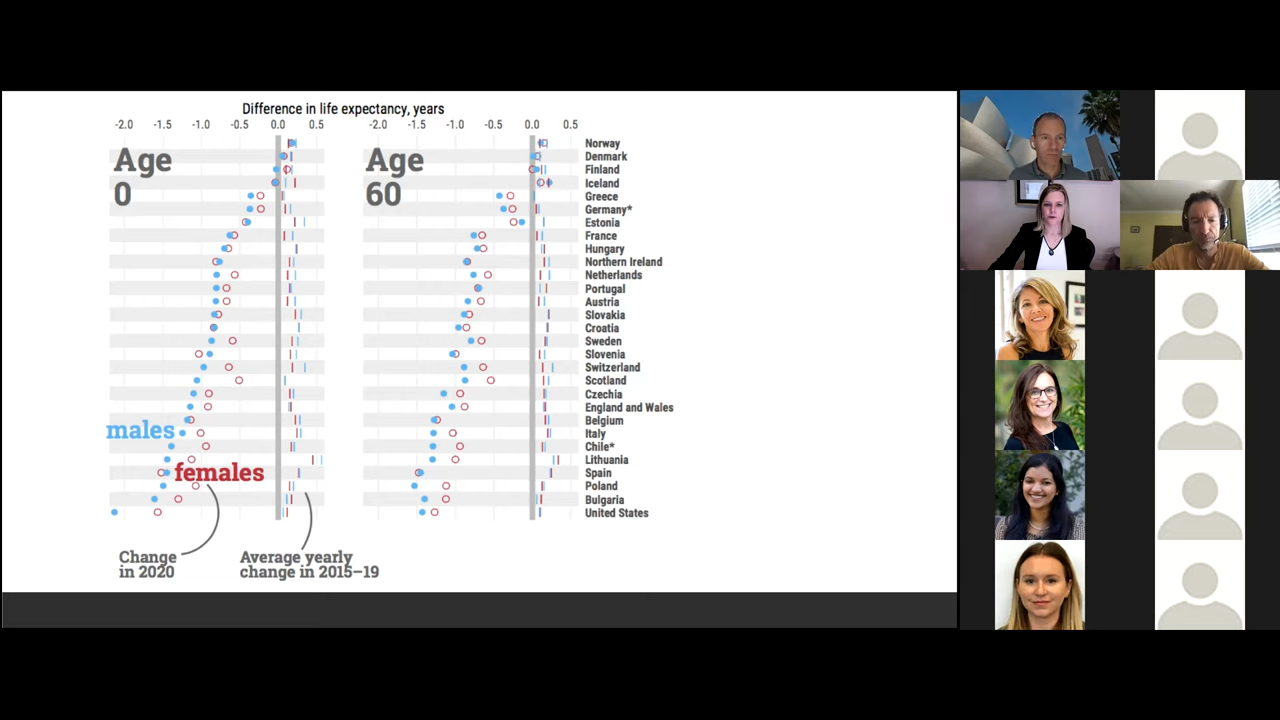 Difference in life expectancy, years
-2.0 -1.5 -1.0 -0.5 0.0 0.5 -2.0 -1.5 -1.0 -0.5 0.0 0.5
Age
0
Age
60
Norway
Denmark
Finland
Iceland
Greece
Germany*
Estonia
France
Hungary
Northern Ireland
Netherlands
Portugal
Austria
Slovakia
Croatia
Sweden
Slovenia
Switzerland
Scotland
Czechia
England and Wales
Belgium
Italy
Chile*
Lithuania
Spain
Poland
Bulgaria
United States
males
females
Change
in 2020
Average yearly
change in 2015–19